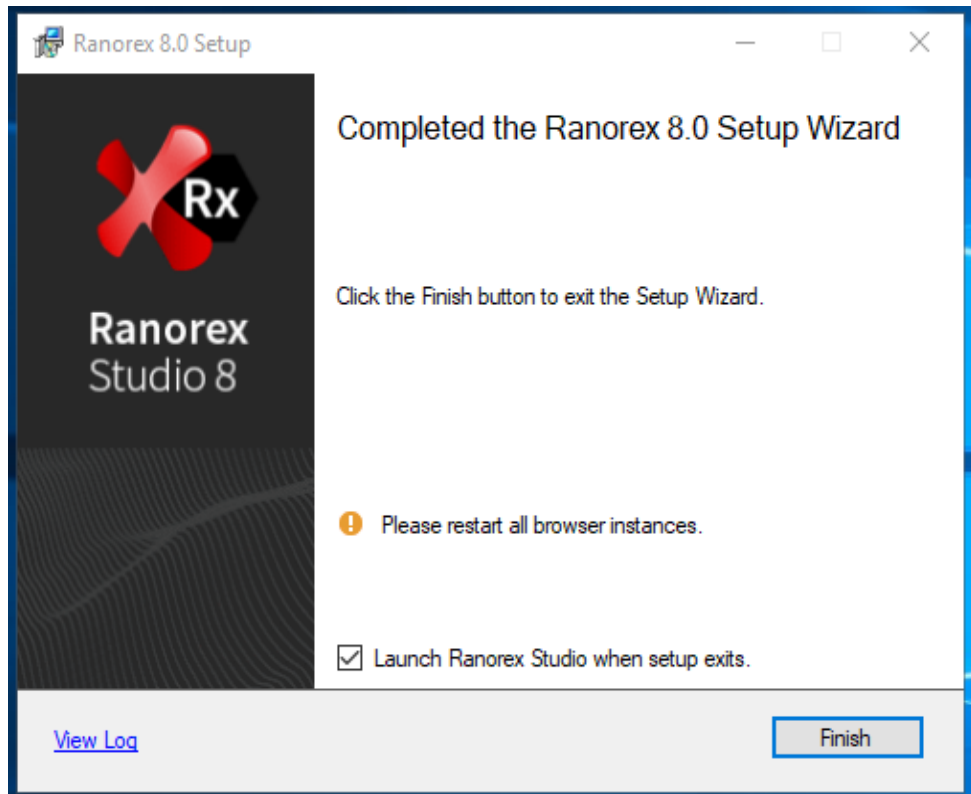 Ranorex 8.0 Setup
Rx
Ranorex
Studio 8
Completed the Ranorex 8.0 Setup Wizard
Click the Finish button to exit the Setup Wizard.
Please restart all browser instances.
Launch Ranorex Studio when setup exits.
View Log
Finish